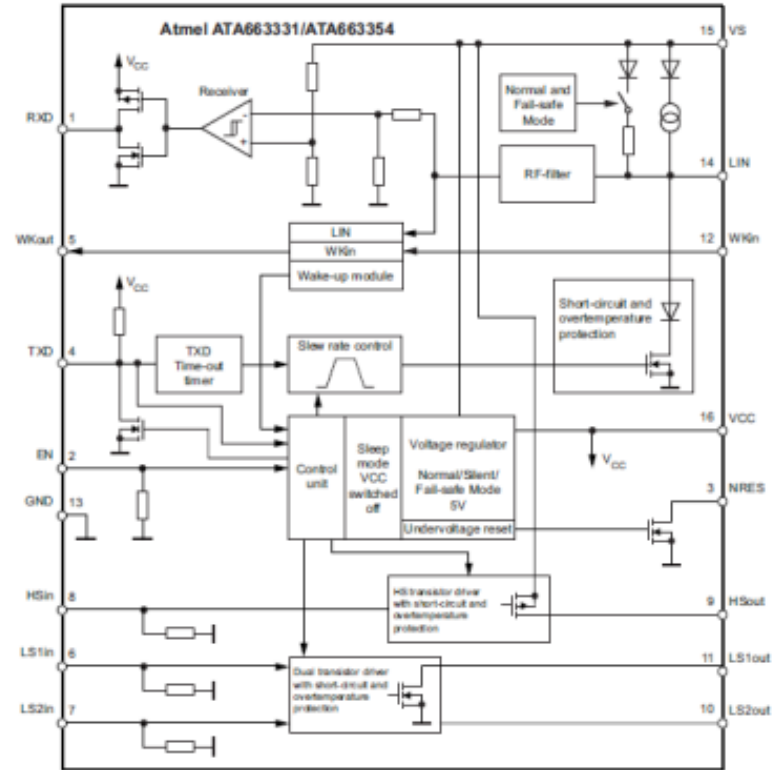 Atmel ATA663331/ATA663354
15 VS
VCC
Receiver
Normal and
Fail-safe
Mode
RXD 1
-
+
RF-filter
14 LIN
LIN
WKout 5
WKin
12 WKin
Wake-up module
VCC
Short-circuit and
overtemperature
protection
TXD 4
TXD
Time-out
timer
Slew rate control
16 VCC
VCC
Control
unit
Sleep
mode
VCC
switched
off
Voltage regulator
Normal/Silent/
Fail-safe Mode
5V
Undervoltage reset
EN 2
3 NRES
GND 13
HS transistor driver
with short-circuit and
overtemperature
protection
HSin 8
9 HSout
LS1in 6
Dual transistor driver
with short-circuit and
overtemperature
protection
11 LS1out
LS2in 7
10 LS2out